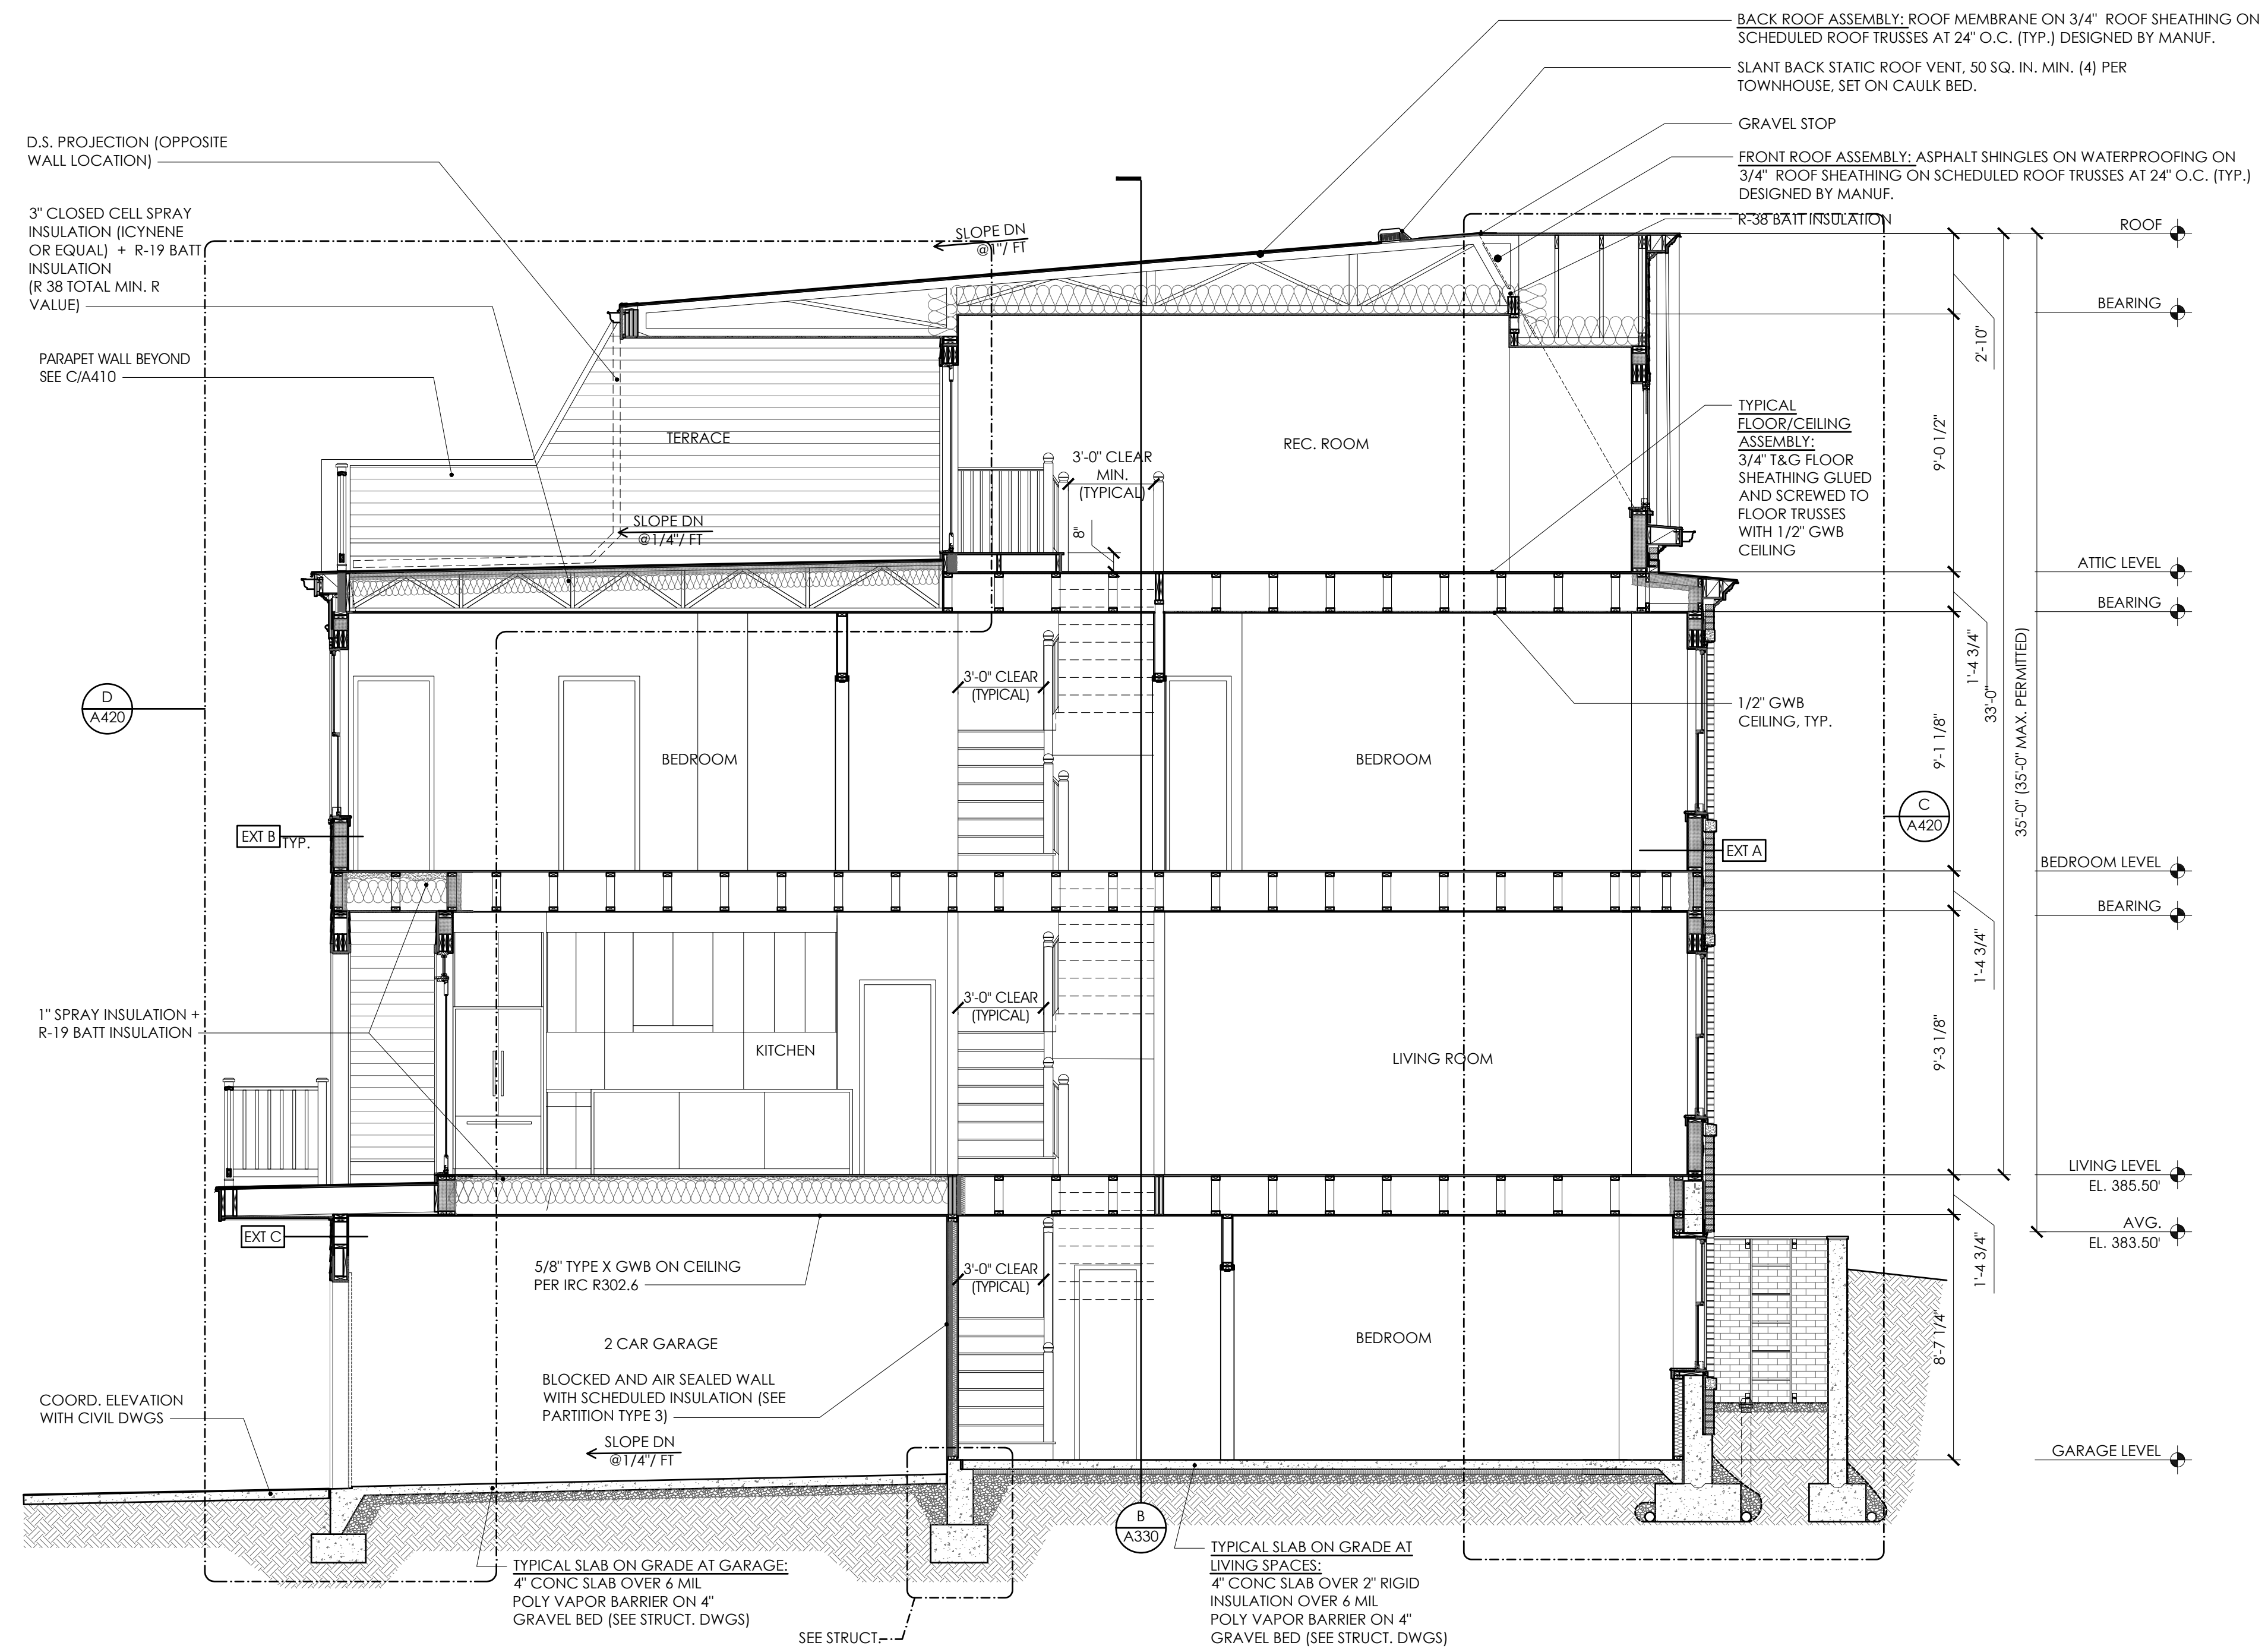 BACK ROOF ASSEMBLY: ROOF MEMBRANE ON 3/4" ROOF SHEATHING ON
SCHEDULED ROOF TRUSSES AT 24" O.C. (TYP.) DESIGNED BY MANUF.
SLANT BACK STATIC ROOF VENT, 50 SQ. IN. MIN. (4) PER
TOWNHOUSE, SET ON CAULK BED.
GRAVEL STOP
FRONT ROOF ASSEMBLY: ASPHALT SHINGLES ON WATERPROOFING ON
3/4" ROOF SHEATHING ON SCHEDULED ROOF TRUSSES AT 24" O.C. (TYP.)
DESIGNED BY MANUF.
R-38 BATT INSULATION
D.S. PROJECTION (OPPOSITE
WALL LOCATION)
3" CLOSED CELL SPRAY
INSULATION (ICYNENE
OR EQUAL) + R-19 BATT
INSULATION
(R 38 TOTAL MIN. R
VALUE)
PARAPET WALL BEYOND
SEE C/A410
SLOPE DN
@1"/ FT
ROOF
BEARING
2'-10"
9'-0 1/2"
TERRACE
REC. ROOM
3'-0" CLEAR
MIN.
(TYPICAL)
8"
SLOPE DN
@1/4"/ FT
TYPICAL
FLOOR/CEILING
ASSEMBLY:
3/4" T&G FLOOR
SHEATHING GLUED
AND SCREWED TO
FLOOR TRUSSES
WITH 1/2" GWB
CEILING
ATTIC LEVEL
BEARING
1'-4 3/4"
33'-0"
35'-0" (35'-0" MAX. PERMITTED)
9'-1 1/8"
D
A420
3'-0" CLEAR
(TYPICAL)
BEDROOM
BEDROOM
1/2" GWB
CEILING, TYP.
C
A420
EXT B
TYP.
EXT A
BEDROOM LEVEL
BEARING
1'-4 3/4"
9'-3 1/8"
1" SPRAY INSULATION +
R-19 BATT INSULATION
3'-0" CLEAR
(TYPICAL)
KITCHEN
LIVING ROOM
LIVING LEVEL
EL. 385.50'
AVG.
EL. 383.50'
1'-4 3/4"
8'-7 1/4"
EXT C
5/8" TYPE X GWB ON CEILING
PER IRC R302.6
3'-0" CLEAR
(TYPICAL)
2 CAR GARAGE
BEDROOM
BLOCKED AND AIR SEALED WALL
WITH SCHEDULED INSULATION (SEE
PARTITION TYPE 3)
COORD. ELEVATION
WITH CIVIL DWGS
SLOPE DN
@1/4"/ FT
GARAGE LEVEL
B
A330
TYPICAL SLAB ON GRADE AT GARAGE:
4" CONC SLAB OVER 6 MIL
POLY VAPOR BARRIER ON 4"
GRAVEL BED (SEE STRUCT. DWGS)
TYPICAL SLAB ON GRADE AT
LIVING SPACES:
4" CONC SLAB OVER 2" RIGID
INSULATION OVER 6 MIL
POLY VAPOR BARRIER ON 4"
GRAVEL BED (SEE STRUCT. DWGS)
SEE STRUCT.